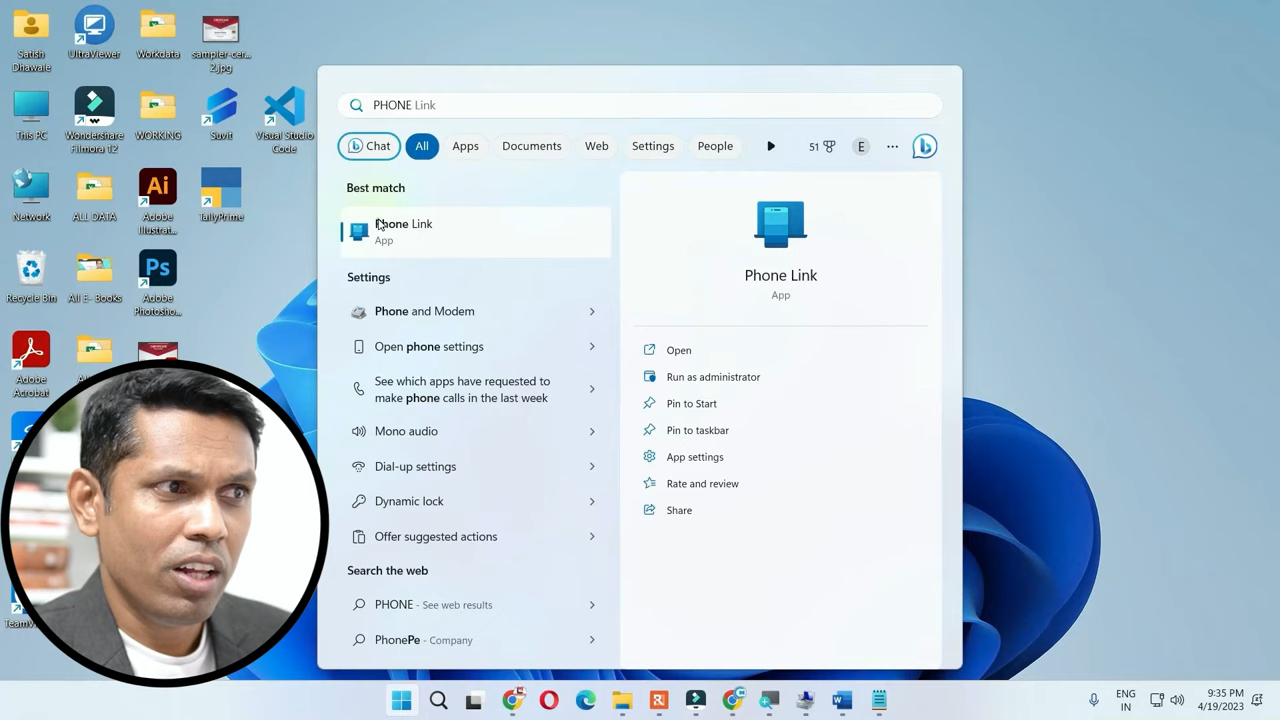 Satish
Dhawale
UltraViewer
Workdata
sampler-cer...
2.jpg
This PC
Wondershare
Filmora 12
WORKING
Suvit
Visual Studio
Code
Network
ALL DATA
Adobe
Illustrat...
TallyPrime
Recycle Bin
All E- Books
Adobe
Photosho...
Adobe
Acrobat
PHONE Link
Chat
All
Apps
Documents
Web
Settings
People
51
E
Best match
Phone Link
App
Settings
Phone and Modem
Open phone settings
See which apps have requested to
make phone calls in the last week
Mono audio
Dial-up settings
Dynamic lock
Offer suggested actions
Search the web
PHONE - See web results
PhonePe - Company
Phone Link
App
Open
Run as administrator
Pin to Start
Pin to taskbar
App settings
Rate and review
Share
ENG
IN
9:35 PM
4/19/2023